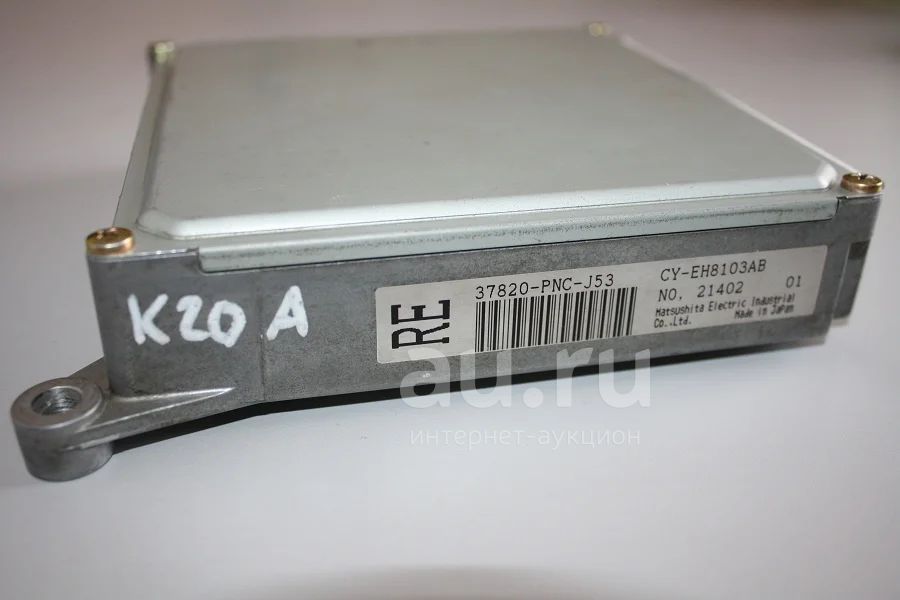 K20A
RE
37820-PNC-J53
CY-EH8103AB
NO, 21402 01
Matsushita Electric Industrial
Co.,Ltd. Made in Japan
au.ru
интернет-аукцион